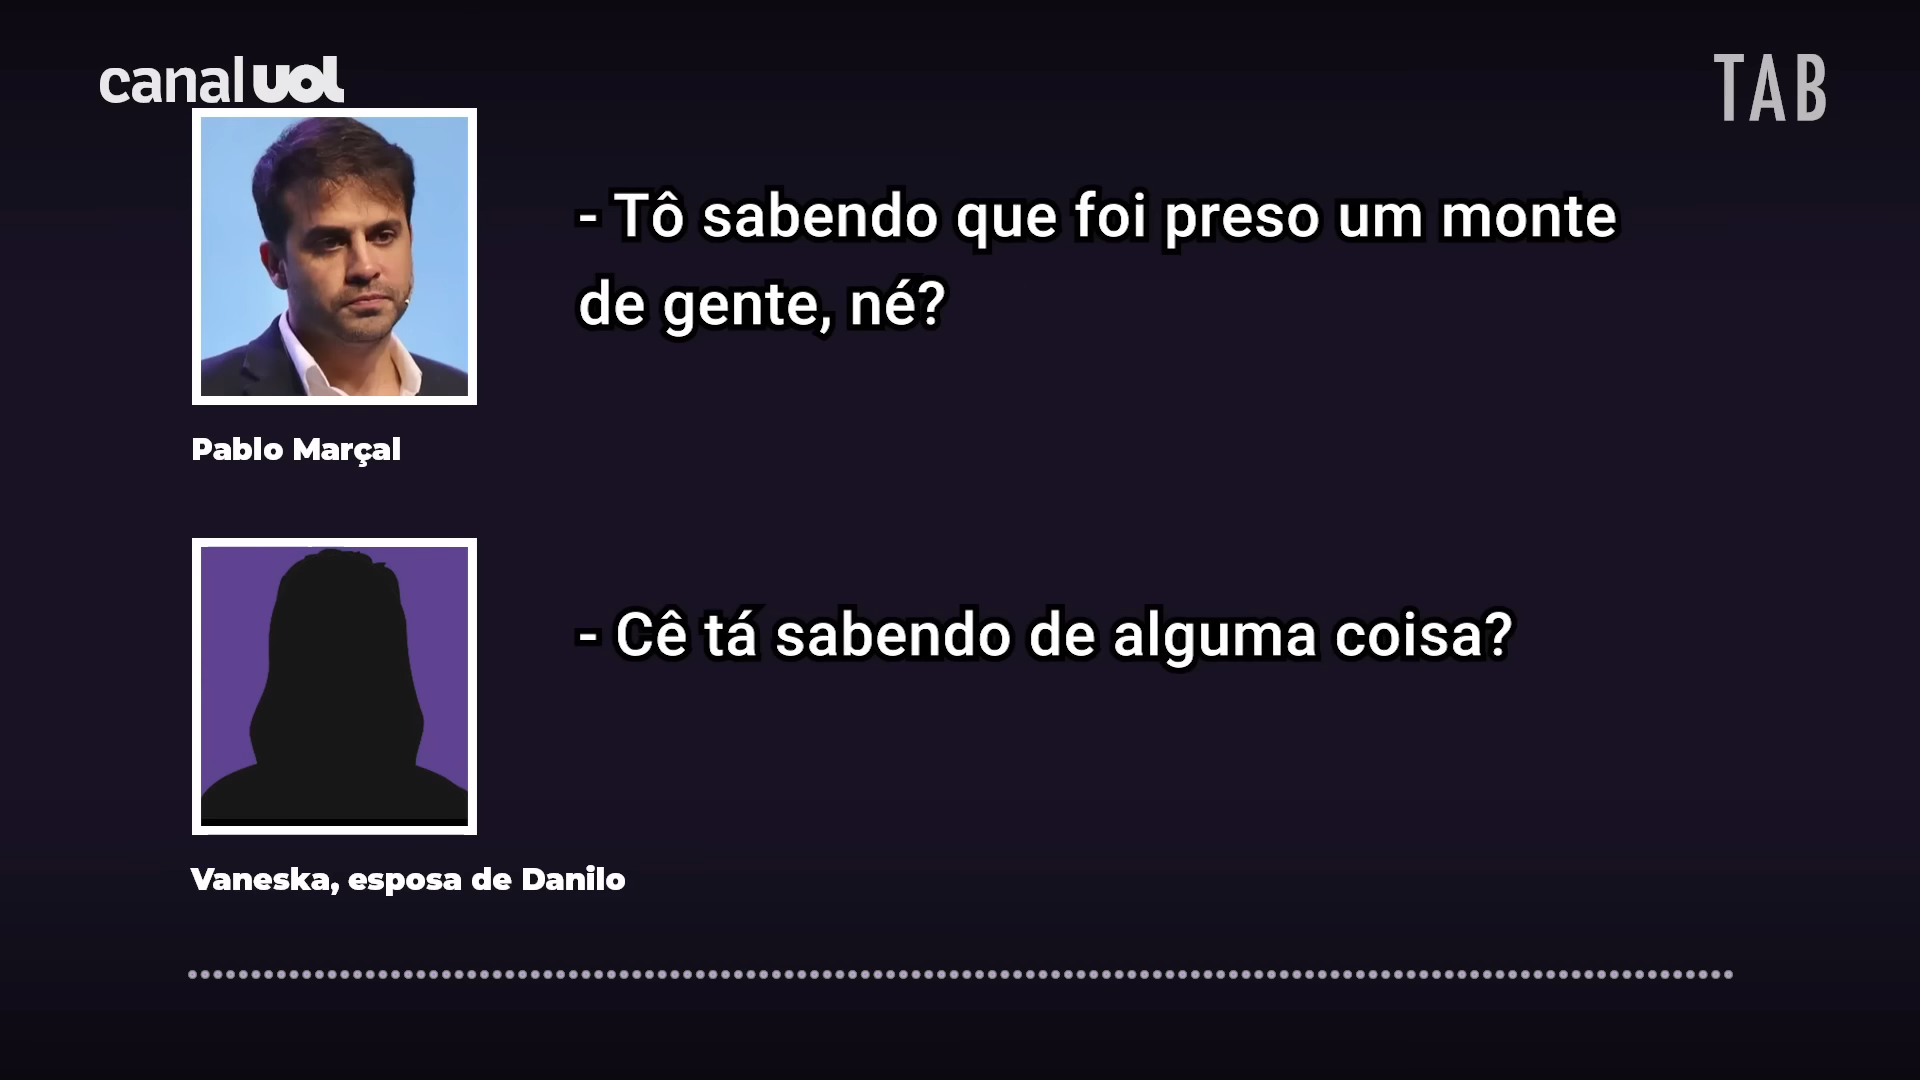 canal uol
TAB
- Tô sabendo que foi preso um monte
de gente, né?
Pablo Marçal
- Cê tá sabendo de alguma coisa?
Vaneska, esposa de Danilo